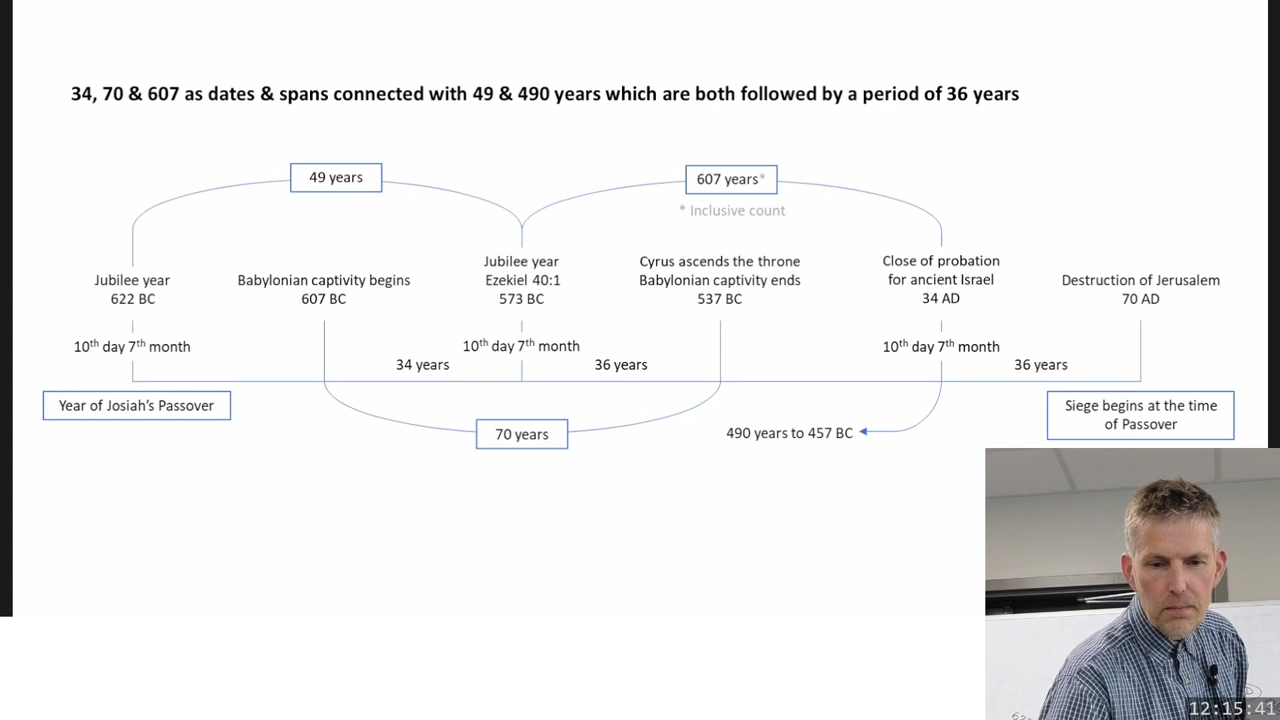 34, 70 & 607 as dates & spans connected with 49 & 490 years which are both followed by a period of 36 years
49 years
607 years*
* Inclusive count
Jubilee year
622 BC
Babylonian captivity begins
607 BC
Jubilee year
Ezekiel 40:1
573 BC
Cyrus ascends the throne
Babylonian captivity ends
537 BC
Close of probation
for ancient Israel
34 AD
Destruction of Jerusalem
70 AD
10th day 7th month
10th day 7th month
10th day 7th month
34 years
36 years
36 years
Year of Josiah's Passover
70 years
490 years to 457 BC
Siege begins at the time
of Passover
12:15:41